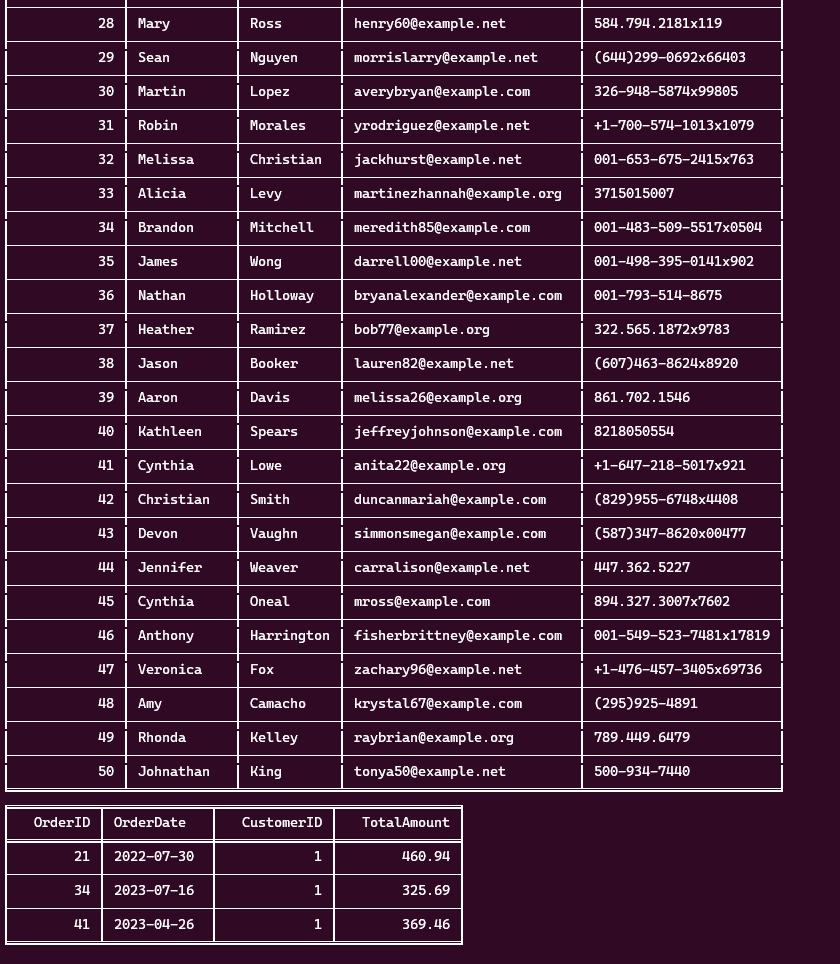 28 Mary Ross henry60@example.net 584.794.2181x119
29 Sean Nguyen morrislarry@example.net (644)299-0692x66403
30 Martin Lopez averybryan@example.com 326-948-5874x99805
31 Robin Morales yrodriguez@example.net +1-700-574-1013x1079
32 Melissa Christian jackhurst@example.net 001-653-675-2415x763
33 Alicia Levy martinezhannah@example.org 3715015007
34 Brandon Mitchell meredith85@example.com 001-483-509-5517x0504
35 James Wong darrell00@example.net 001-498-395-0141x902
36 Nathan Holloway bryanalexander@example.com 001-793-514-8675
37 Heather Ramirez bob77@example.org 322.565.1872x9783
38 Jason Booker lauren82@example.net (607)463-8624x8920
39 Aaron Davis melissa26@example.org 861.702.1546
40 Kathleen Spears jeffreyjohnson@example.com 8218050554
41 Cynthia Lowe anita22@example.org +1-647-218-5017x921
42 Christian Smith duncanmariah@example.com (829)955-6748x4408
43 Devon Vaughn simmonsmegan@example.com (587)347-8620x00477
44 Jennifer Weaver carralison@example.net 447.362.5227
45 Cynthia Oneal mross@example.com 894.327.3007x7602
46 Anthony Harrington fisherbrittney@example.com 001-549-523-7481x17819
47 Veronica Fox zachary96@example.net +1-476-457-3405x69736
48 Amy Camacho krystal67@example.com (295)925-4891
49 Rhonda Kelley raybrian@example.org 789.449.6479
50 Johnathan King tonya50@example.net 500-934-7440
OrderID OrderDate CustomerID TotalAmount
21 2022-07-30 1 460.94
34 2023-07-16 1 325.69
41 2023-04-26 1 369.46